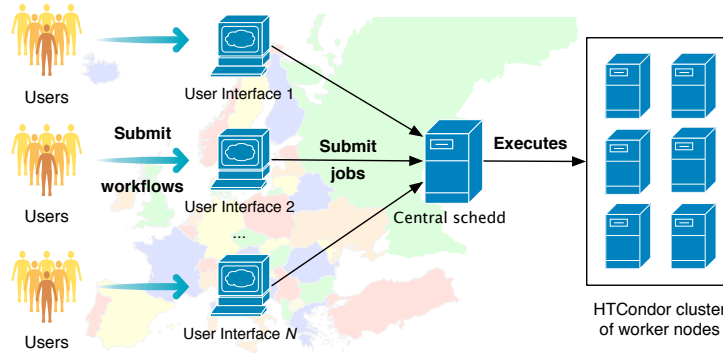 Users
User Interface 1
Submit
workflows
Users
User Interface 2
...
Submit
jobs
Central schedd
Executes
Users
User Interface N
HTCondor cluster
of worker nodes